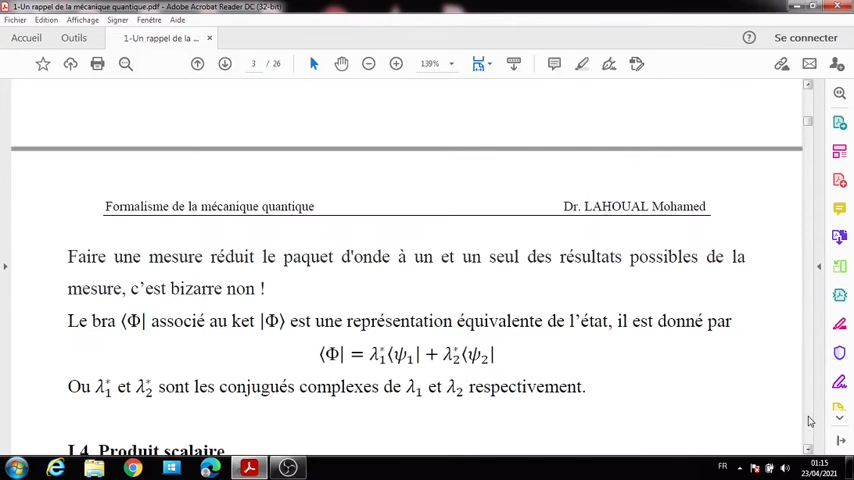 1-Un rappel de la mécanique quantique.pdf - Adobe Acrobat Reader DC (32-bit)
Fichier Edition Affichage Signer Fenêtre Aide
Accueil Outils 1-Un rappel de la ... × Se connecter
3 / 26 139%
Formalisme de la mécanique quantique Dr. LAHOUAL Mohamed
Faire une mesure réduit le paquet d'onde à un et un seul des résultats possibles de la
mesure, c'est bizarre non !
Le bra ⟨Φ| associé au ket |Φ⟩ est une représentation équivalente de l'état, il est donné par
⟨Φ| = λ₁*⟨ψ₁| + λ₂*⟨ψ₂|
Ou λ₁* et λ₂* sont les conjugués complexes de λ₁ et λ₂ respectivement.
I.4. Produit scalaire
FR 01:15
23/04/2021